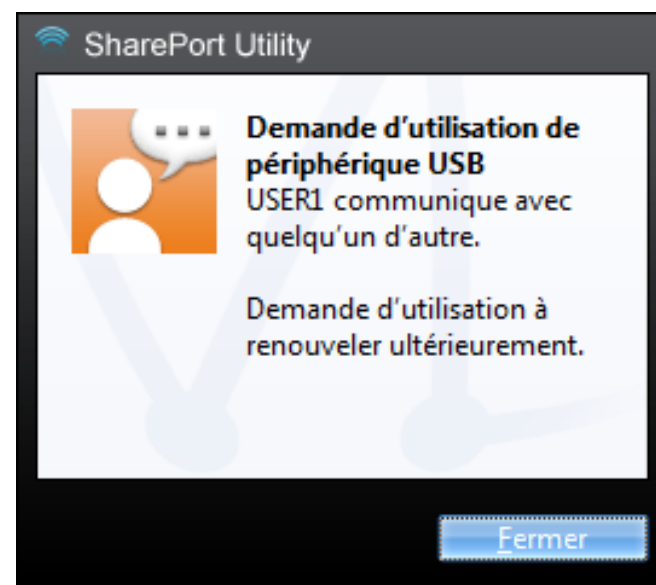 SharePort Utility
Demande d'utilisation de
périphérique USB
USER1 communique avec
quelqu'un d'autre.
Demande d'utilisation à
renouveler ultérieurement.
Fermer